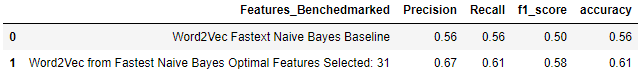 Features_Benchedmarked Precision Recall f1_score accuracy
0 Word2Vec Fastext Naive Bayes Baseline 0.56 0.56 0.50 0.56
1 Word2Vec from Fastest Naive Bayes Optimal Features Selected: 31 0.67 0.61 0.58 0.61